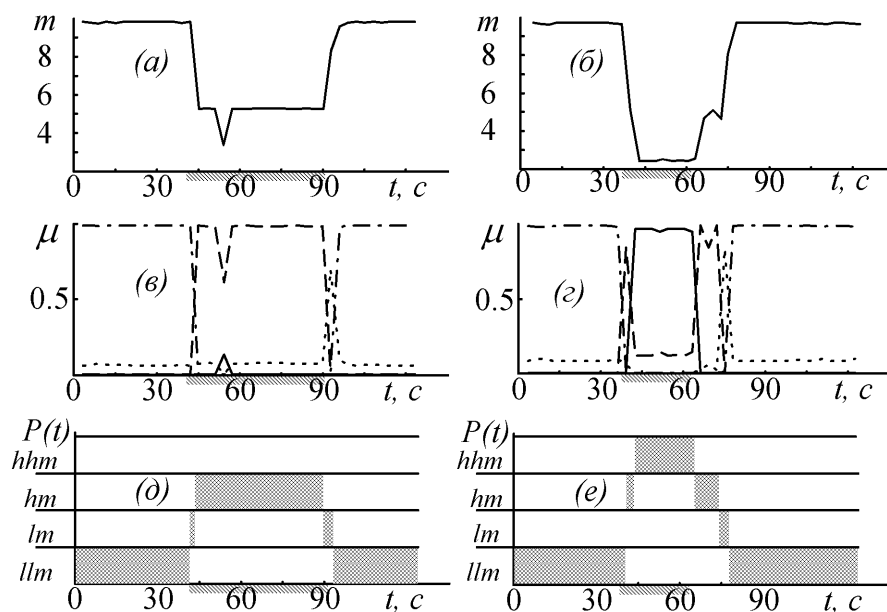 m
8
6
4
(а)
0 30 60 90 t, c
m
8
6
4
(б)
0 30 60 90 t, c
μ
0.5
(в)
0 30 60 90 t, c
μ
0.5
(г)
0 30 60 90 t, c
P(t)
hhm
hm
lm
llm
(д)
0 30 60 90 t, c
P(t)
hhm
hm
lm
llm
(е)
0 30 60 90 t, c